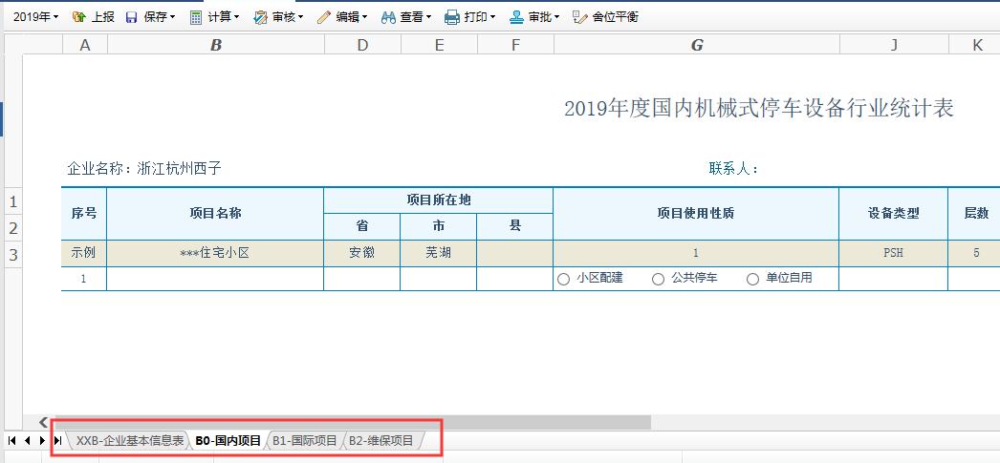 2019年 上报 保存 计算 审核 编辑 查看 打印 审批 舍位平衡
A B D E F G J K
2019年度国内机械式停车设备行业统计表
企业名称：浙江杭州西子 联系人：
1 序号 项目名称 项目所在地 项目使用性质 设备类型 层数
2 省 市 县
3 示例 ***住宅小区 安徽 芜湖 1 PSH 5
1 小区配建 公共停车 单位自用
XXB-企业基本信息表 B0-国内项目 B1-国际项目 B2-维保项目